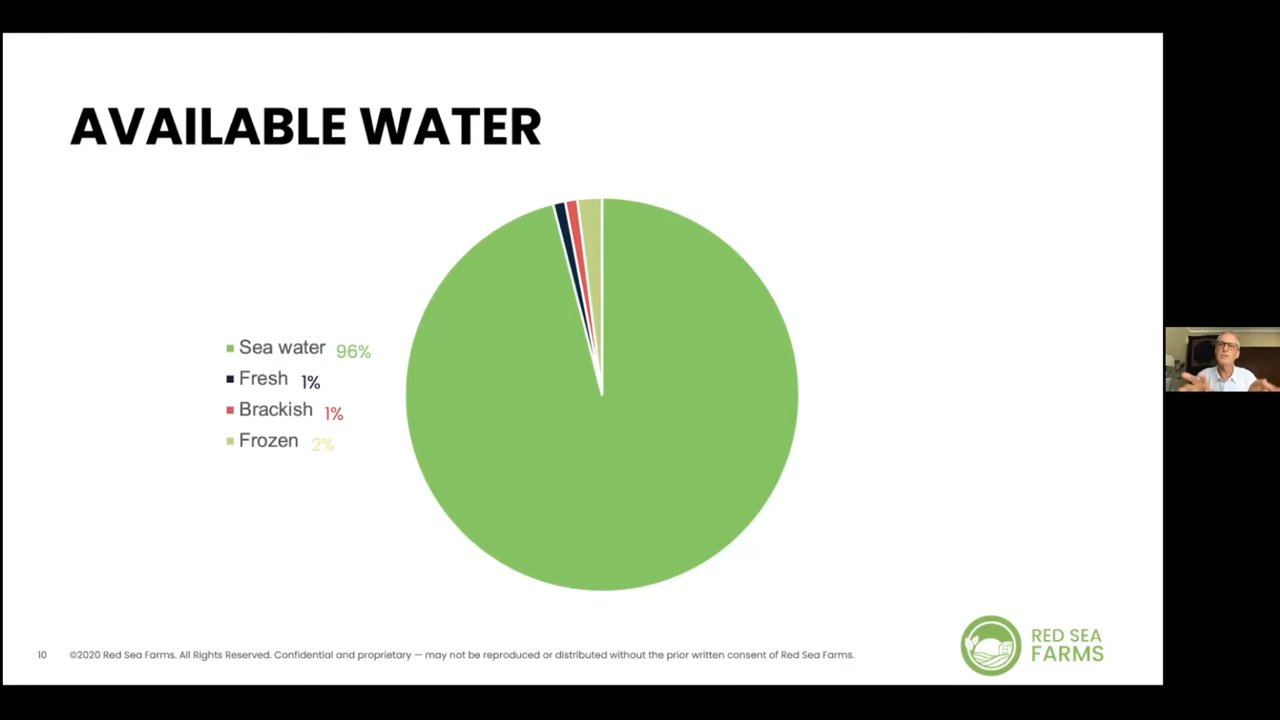 AVAILABLE WATER
Sea water 96%
Fresh 1%
Brackish 1%
Frozen 2%
10 ©2020 Red Sea Farms. All Rights Reserved. Confidential and proprietary — may not be reproduced or distributed without the prior written consent of Red Sea Farms.
RED SEA
FARMS